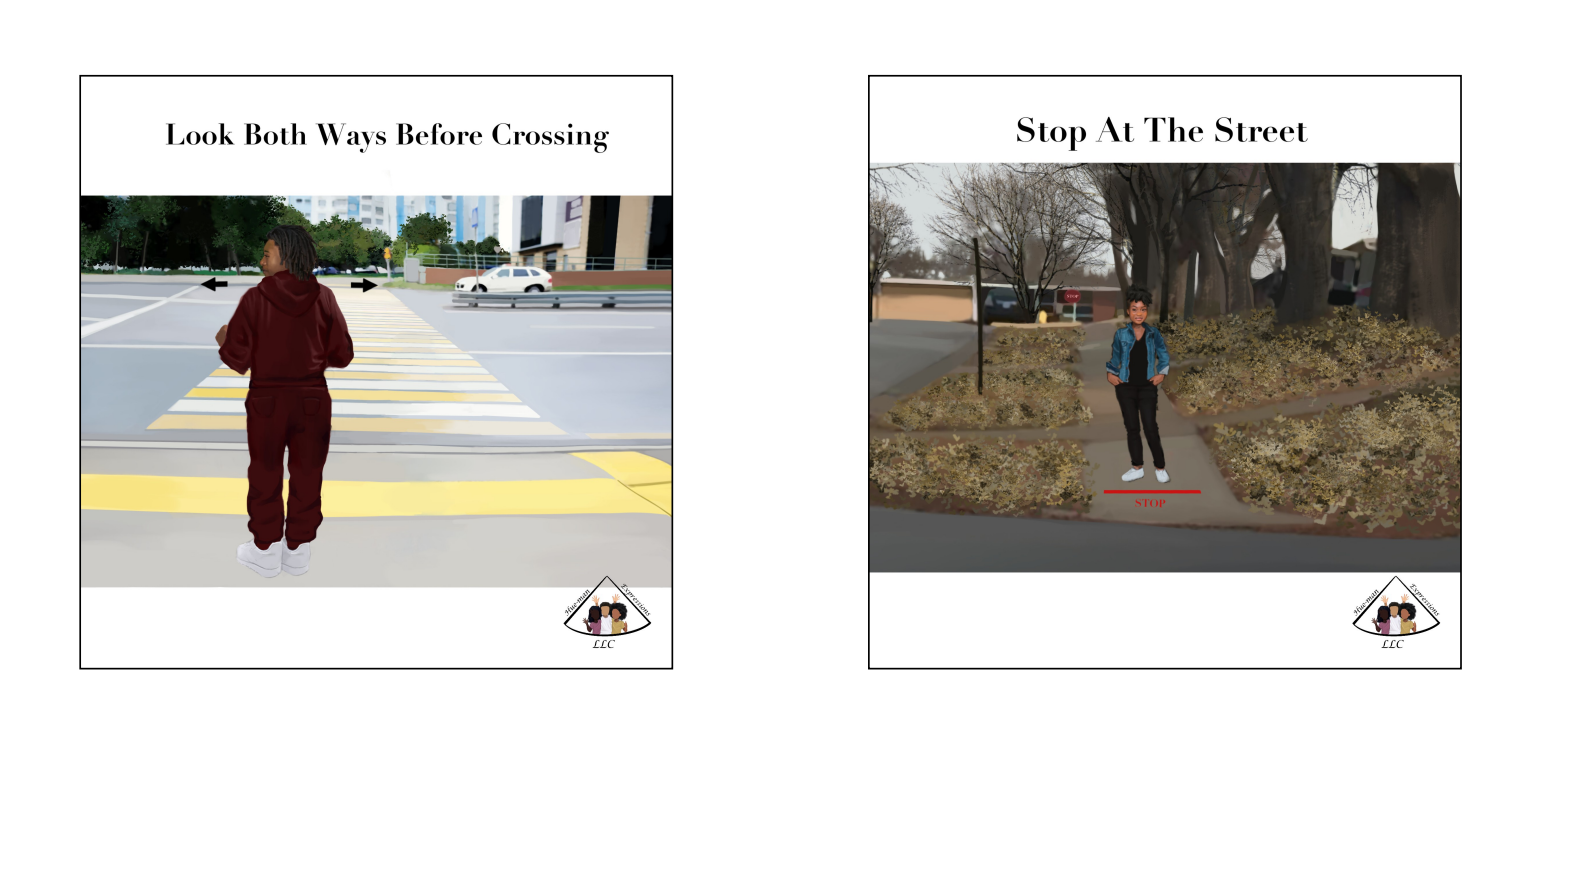 Look Both Ways Before Crossing
Hue-man Expressions
LLC
Stop At The Street
STOP
STOP
Hue-man Expressions
LLC